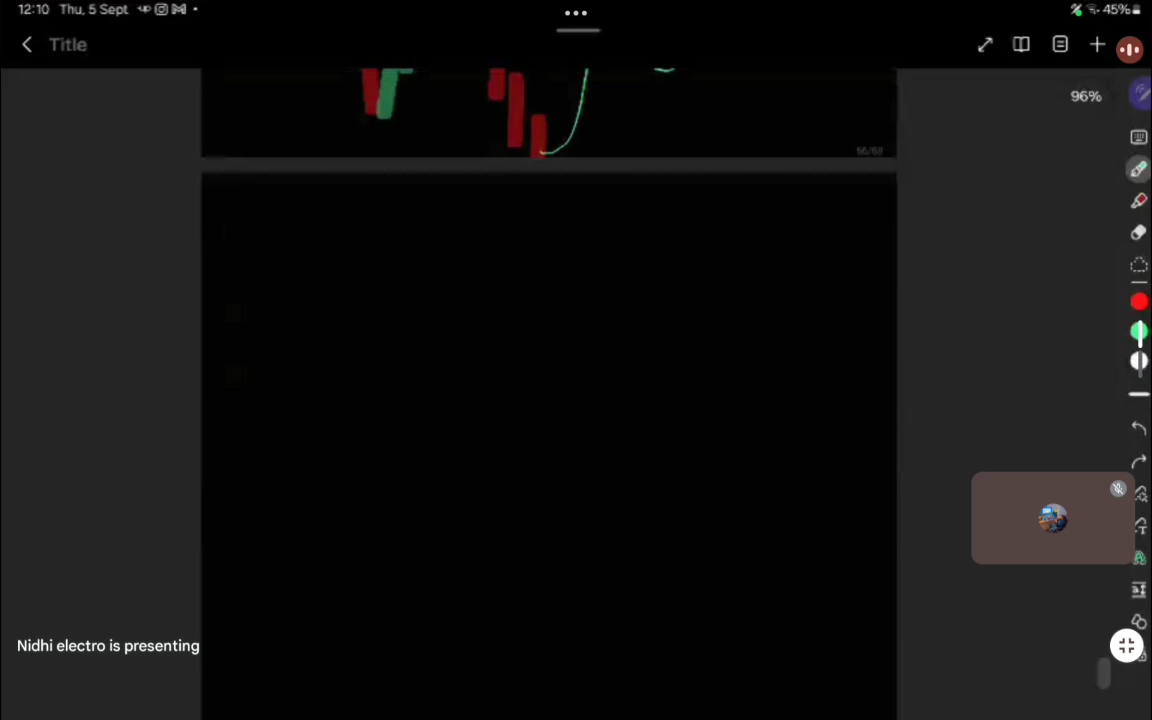 12:10 Thu, 5 Sept
45%
Title
96%
Nidhi electro is presenting